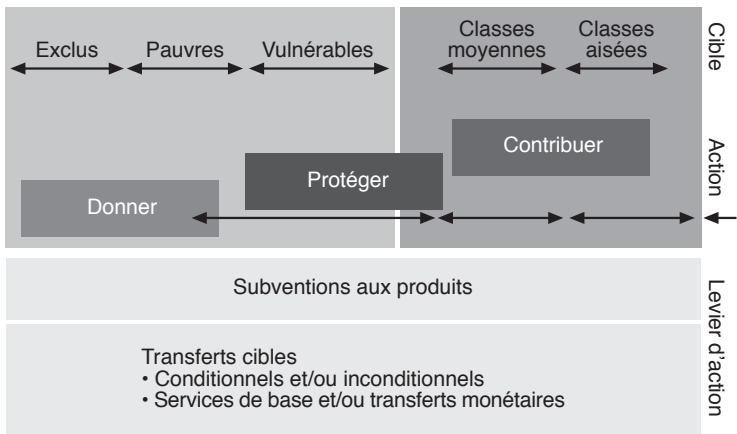 Exclus Pauvres Vulnérables Classes moyennes Classes aisées
Cible
Contribuer
Protéger
Donner
Action
Subventions aux produits
Transferts cibles
• Conditionnels et/ou inconditionnels
• Services de base et/ou transferts monétaires
Levier d'action